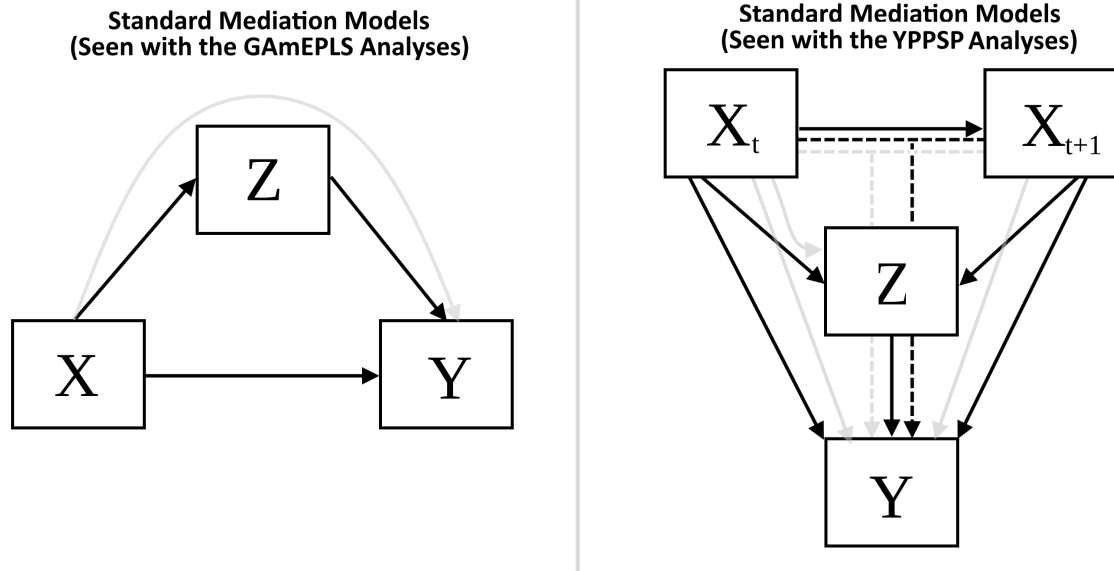 Standard Mediation Models
(Seen with the GAmEPLS Analyses)
Z
X
Y
Standard Mediation Models
(Seen with the YPPSP Analyses)
Xt
Xt+1
Z
Y